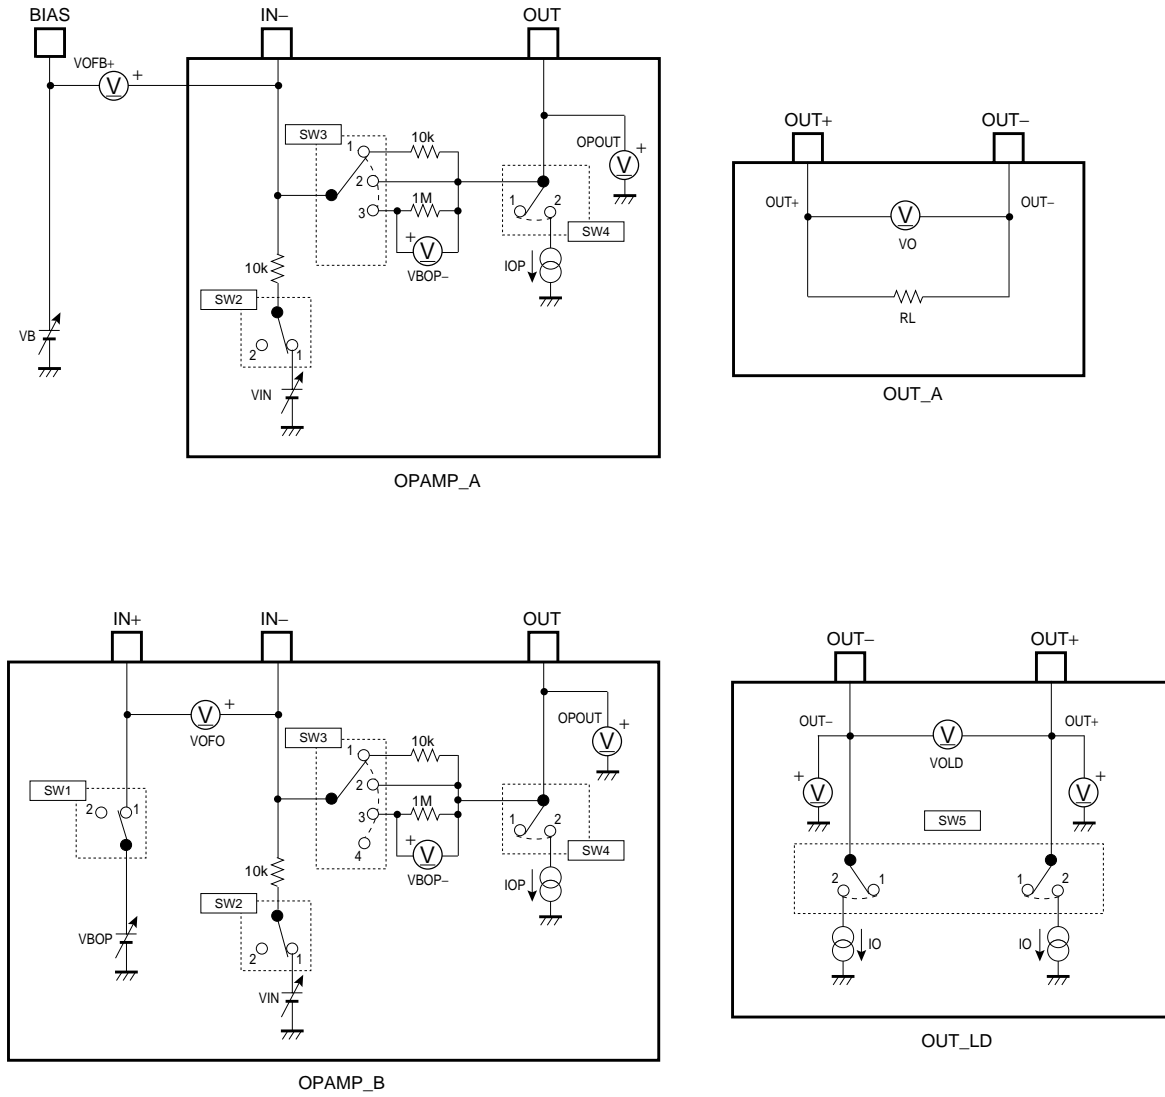 BIAS
IN−
OUT
VOFB+
V
+
SW3
1
10k
2
3
1M
+
V
VBOP−
OPOUT
+
V
1
2
SW4
IOP
10k
SW2
2
1
VIN
VB
OPAMP_A
OUT+
OUT−
OUT+
OUT−
V
VO
RL
OUT_A
IN+
IN−
OUT
V
+
VOFO
SW3
1
10k
2
3
1M
4
+
V
VBOP−
OPOUT
+
V
1
2
SW4
IOP
SW1
2
1
10k
SW2
2
1
VBOP
VIN
OPAMP_B
OUT−
OUT+
OUT−
OUT+
V
VOLD
+
V
+
V
SW5
2
1
1
2
IO
IO
OUT_LD